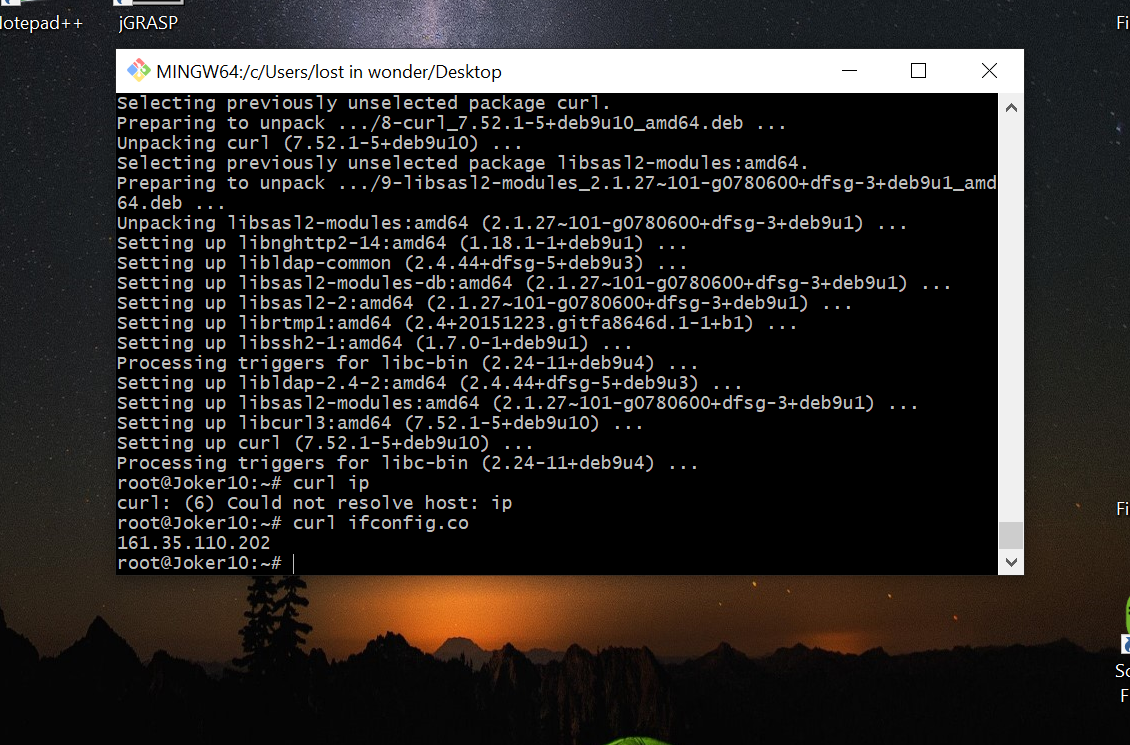 lotepad++
jGRASP
Fi
MINGW64:/c/Users/lost in wonder/Desktop
Selecting previously unselected package curl.
Preparing to unpack .../8-curl_7.52.1-5+deb9u10_amd64.deb ...
Unpacking curl (7.52.1-5+deb9u10) ...
Selecting previously unselected package libsasl2-modules:amd64.
Preparing to unpack .../9-libsasl2-modules_2.1.27~101-g0780600+dfsg-3+deb9u1_amd
64.deb ...
Unpacking libsasl2-modules:amd64 (2.1.27~101-g0780600+dfsg-3+deb9u1) ...
Setting up libnghttp2-14:amd64 (1.18.1-1+deb9u1) ...
Setting up libldap-common (2.4.44+dfsg-5+deb9u3) ...
Setting up libsasl2-modules-db:amd64 (2.1.27~101-g0780600+dfsg-3+deb9u1) ...
Setting up libsasl2-2:amd64 (2.1.27~101-g0780600+dfsg-3+deb9u1) ...
Setting up librtmp1:amd64 (2.4+20151223.gitfa8646d.1-1+b1) ...
Setting up libssh2-1:amd64 (1.7.0-1+deb9u1) ...
Processing triggers for libc-bin (2.24-11+deb9u4) ...
Setting up libldap-2.4-2:amd64 (2.4.44+dfsg-5+deb9u3) ...
Setting up libsasl2-modules:amd64 (2.1.27~101-g0780600+dfsg-3+deb9u1) ...
Setting up libcurl3:amd64 (7.52.1-5+deb9u10) ...
Setting up curl (7.52.1-5+deb9u10) ...
Processing triggers for libc-bin (2.24-11+deb9u4) ...
root@Joker10:~# curl ip
curl: (6) Could not resolve host: ip
root@Joker10:~# curl ifconfig.co
161.35.110.202
root@Joker10:~#
Fi
Sc
F